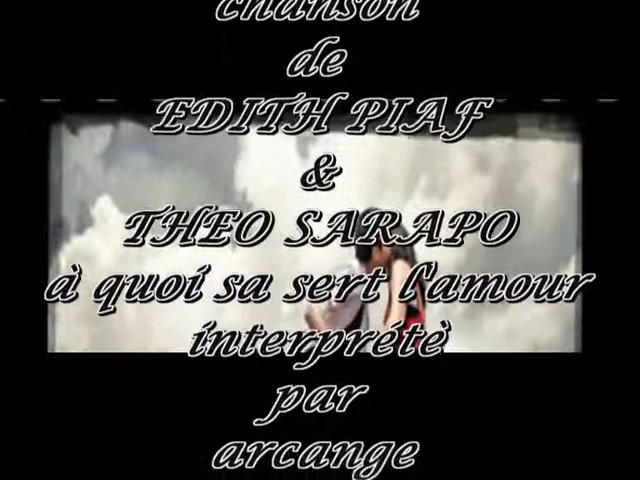 chanson
de
EDITH PIAF
&
THEO SARAPO
à quoi sa sert l'amour
interprétè
par
arcange